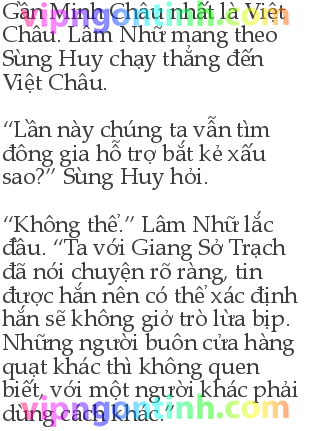 Gần Minh Châu nhất là Việt
Châu. Lâm Nhữ mang theo
Sùng Huy chạy thẳng đến
Việt Châu.
“Lần này chúng ta vẫn tìm
đông gia hỗ trợ bắt kẻ xấu
sao?” Sùng Huy hỏi.
“Không thể.” Lâm Nhữ lắc
đầu. “Ta với Giang Sở Trạch
đã nói chuyện rõ ràng, tin
được hắn nên có thể xác định
hắn sẽ không giở trò lừa bịp.
Những người buôn cửa hàng
quạt khác thì không quen
biết, với một người khác phải
dùng cách khác.”
vipngontinh.com
vipngontinh.com